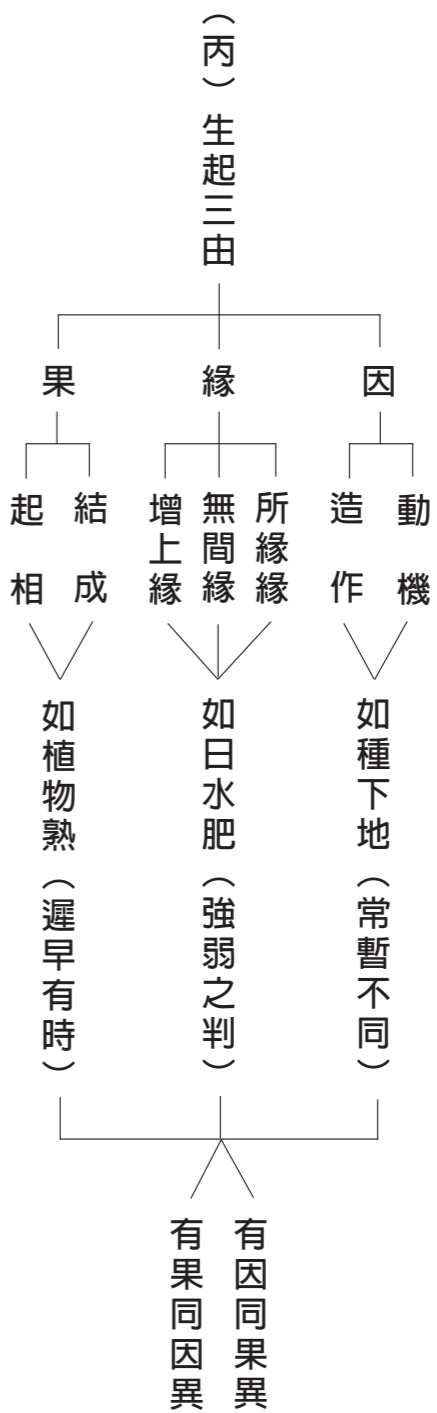 （丙）生起三由
因
緣
果
動機
造作
所緣緣
無間緣
增上緣
結成
起相
如種下地（常暫不同）
如日水肥（強弱之判）
如植物熟（遲早有時）
有因同果異
有果同因異